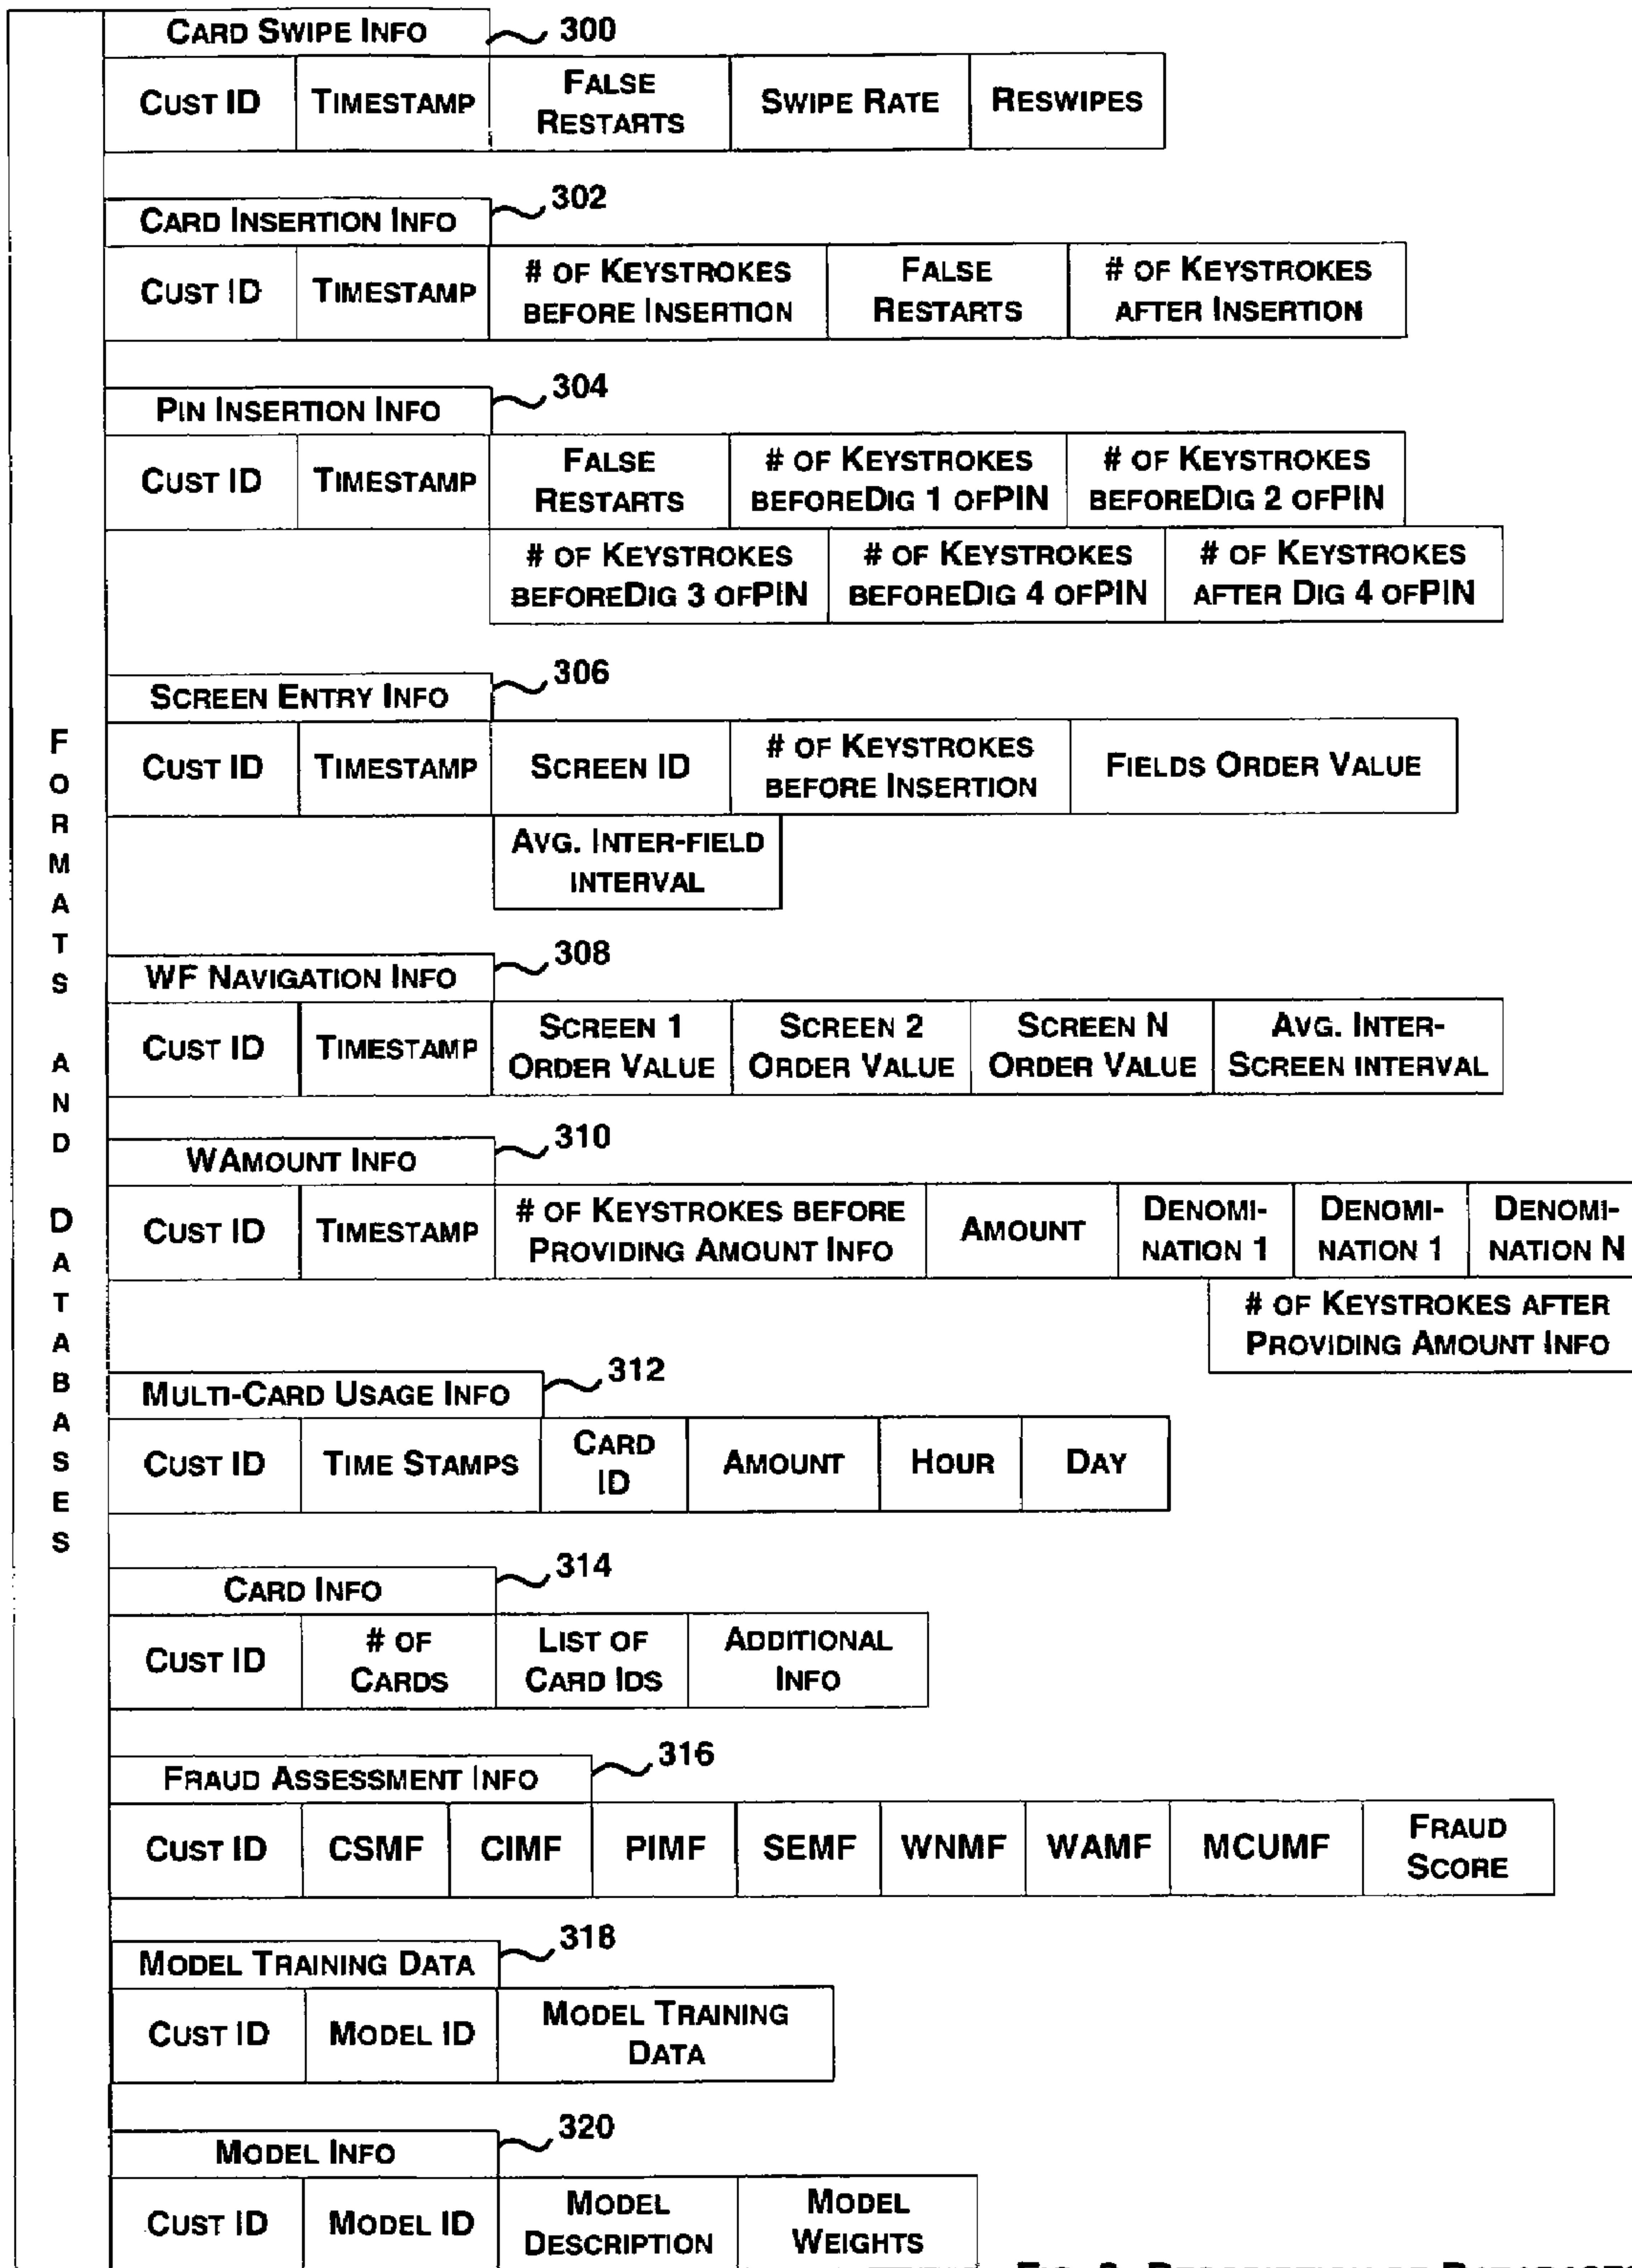 CARD SWIPE INFO
300
CUST ID TIMESTAMP FALSE RESTARTS SWIPE RATE RESWIPES
CARD INSERTION INFO
302
CUST ID TIMESTAMP # OF KEYSTROKES BEFORE INSERTION FALSE RESTARTS # OF KEYSTROKES AFTER INSERTION
PIN INSERTION INFO
304
CUST ID TIMESTAMP FALSE RESTARTS # OF KEYSTROKES BEFOREDIG 1 OFPIN # OF KEYSTROKES BEFOREDIG 2 OFPIN
# OF KEYSTROKES BEFOREDIG 3 OFPIN # OF KEYSTROKES BEFOREDIG 4 OFPIN # OF KEYSTROKES AFTER DIG 4 OFPIN
SCREEN ENTRY INFO
306
CUST ID TIMESTAMP SCREEN ID # OF KEYSTROKES BEFORE INSERTION FIELDS ORDER VALUE
AVG. INTER-FIELD INTERVAL
WF NAVIGATION INFO
308
CUST ID TIMESTAMP SCREEN 1 ORDER VALUE SCREEN 2 ORDER VALUE SCREEN N ORDER VALUE AVG. INTER-SCREEN INTERVAL
WAMOUNT INFO
310
CUST ID TIMESTAMP # OF KEYSTROKES BEFORE PROVIDING AMOUNT INFO AMOUNT DENOMI-NATION 1 DENOMI-NATION 1 DENOMI-NATION N
# OF KEYSTROKES AFTER PROVIDING AMOUNT INFO
MULTI-CARD USAGE INFO
312
CUST ID TIME STAMPS CARD ID AMOUNT HOUR DAY
CARD INFO
314
CUST ID # OF CARDS LIST OF CARD IDS ADDITIONAL INFO
FRAUD ASSESSMENT INFO
316
CUST ID CSMF CIMF PIMF SEMF WNMF WAMF MCUMF FRAUD SCORE
MODEL TRAINING DATA
318
CUST ID MODEL ID MODEL TRAINING DATA
MODEL INFO
320
CUST ID MODEL ID MODEL DESCRIPTION MODEL WEIGHTS
FORMATS AND DATABASES